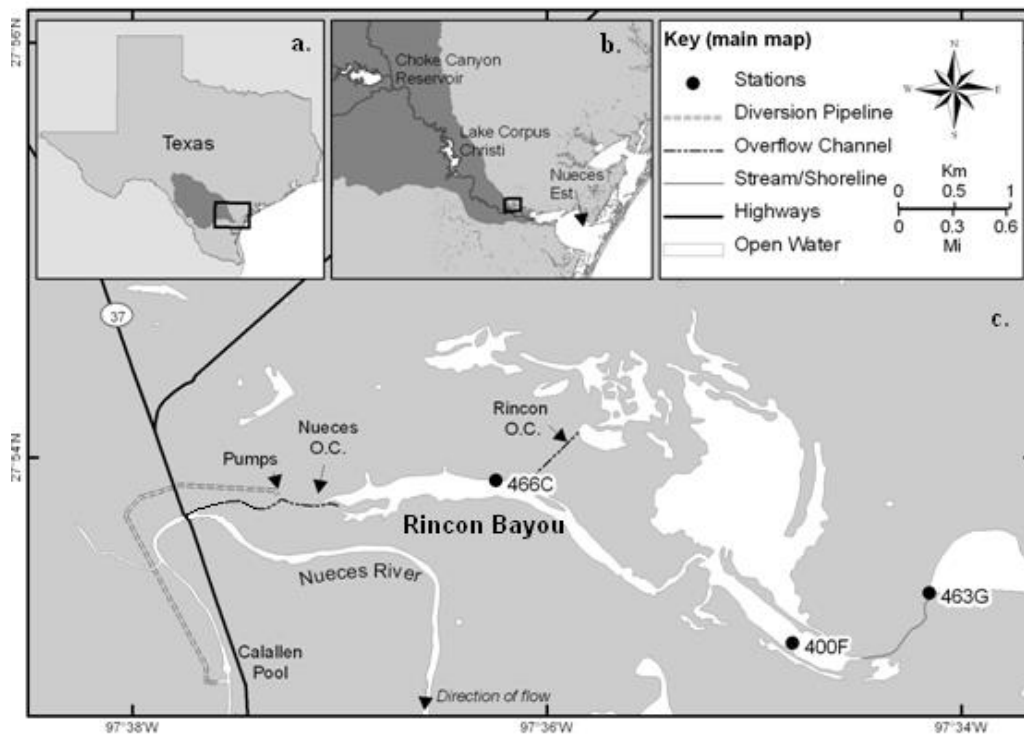 27°56'N
a.
Texas
b.
Choke Canyon
Reservoir
Lake Corpus
Christi
Nueces
Est.
Key (main map)
Stations
Diversion Pipeline
Overflow Channel
Stream/Shoreline
Highways
Open Water
N
W
E
S
Km
0 0.5 1
0 0.3 0.6
Mi
c.
37
27°54'N
Pumps
Nueces
O.C.
Rincon
O.C.
466C
Rincon Bayou
Nueces River
463G
400F
Calallen
Pool
Direction of flow
97°38'W
97°36'W
97°34'W